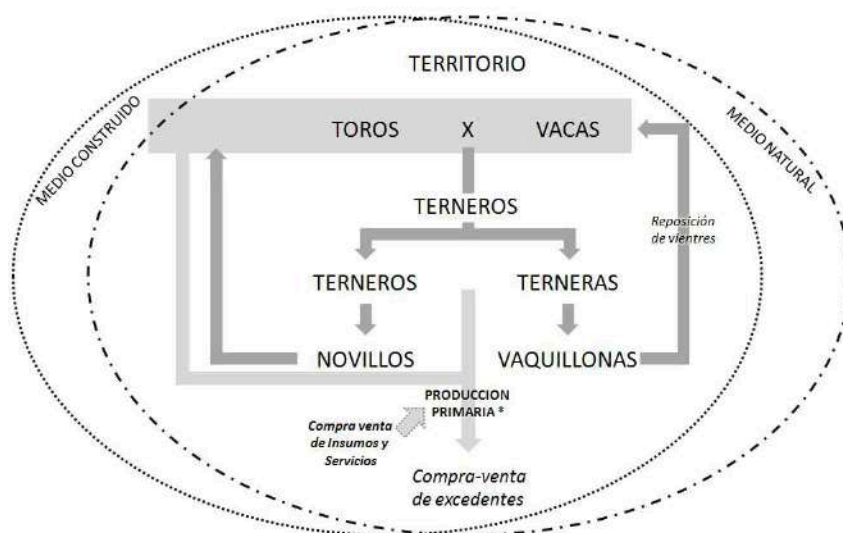 TERRITORIO
MEDIO CONSTRUIDO
MEDIO NATURAL
TOROS X VACAS
TERNEROS
Reposición
de vientres
TERNEROS TERNERAS
NOVILLOS VAQUILLONAS
PRODUCCION
PRIMARIA *
Compra venta
de Insumos y
Servicios
Compra-venta
de excedentes